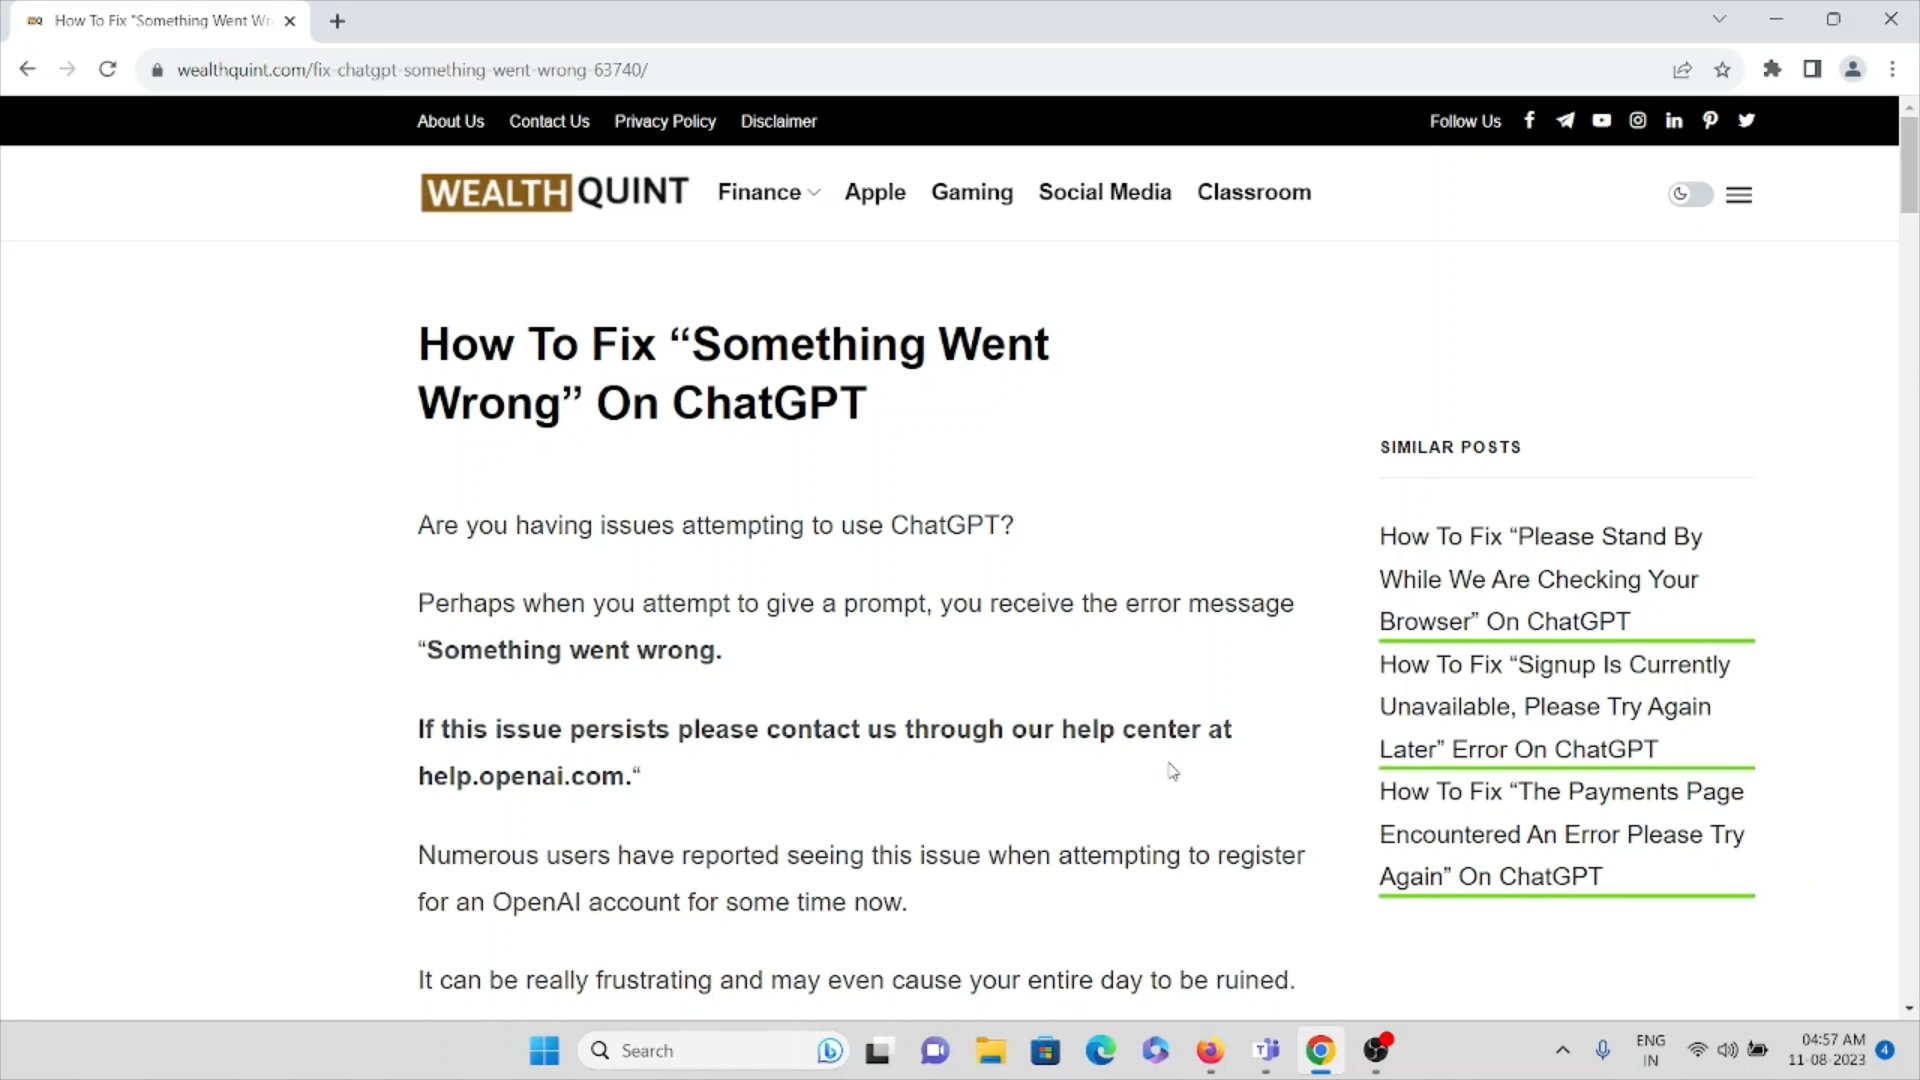 How To Fix "Something Went Wr
wealthquint.com/fix-chatgpt-something-went-wrong-63740/
About Us Contact Us Privacy Policy Disclaimer
Follow Us
WEALTH QUINT
Finance Apple Gaming Social Media Classroom
How To Fix “Something Went
Wrong” On ChatGPT
Are you having issues attempting to use ChatGPT?
Perhaps when you attempt to give a prompt, you receive the error message
“Something went wrong.
If this issue persists please contact us through our help center at
help.openai.com.“
Numerous users have reported seeing this issue when attempting to register
for an OpenAI account for some time now.
It can be really frustrating and may even cause your entire day to be ruined.
SIMILAR POSTS
How To Fix “Please Stand By
While We Are Checking Your
Browser” On ChatGPT
How To Fix “Signup Is Currently
Unavailable, Please Try Again
Later” Error On ChatGPT
How To Fix “The Payments Page
Encountered An Error Please Try
Again” On ChatGPT
Search
ENG
IN
04:57 AM
11-08-2023
4